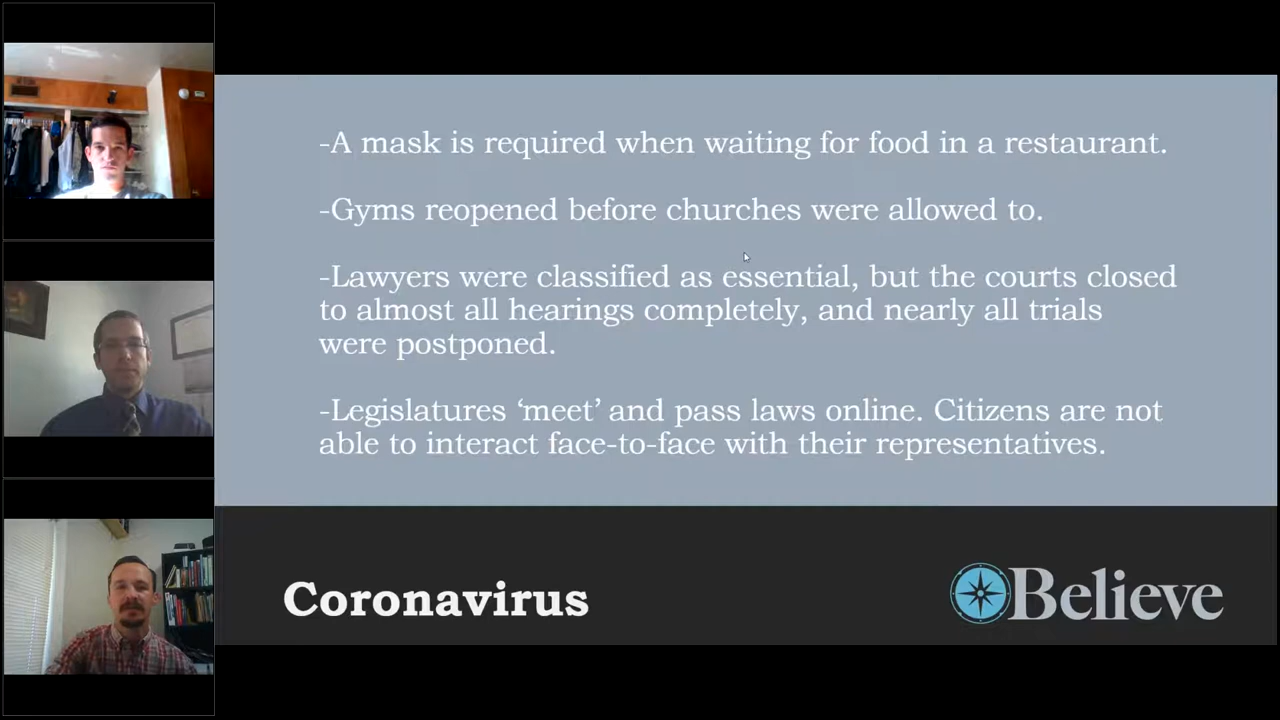 -A mask is required when waiting for food in a restaurant.
-Gyms reopened before churches were allowed to.
-Lawyers were classified as essential, but the courts closed
to almost all hearings completely, and nearly all trials
were postponed.
-Legislatures ‘meet’ and pass laws online. Citizens are not
able to interact face-to-face with their representatives.
Coronavirus
Believe